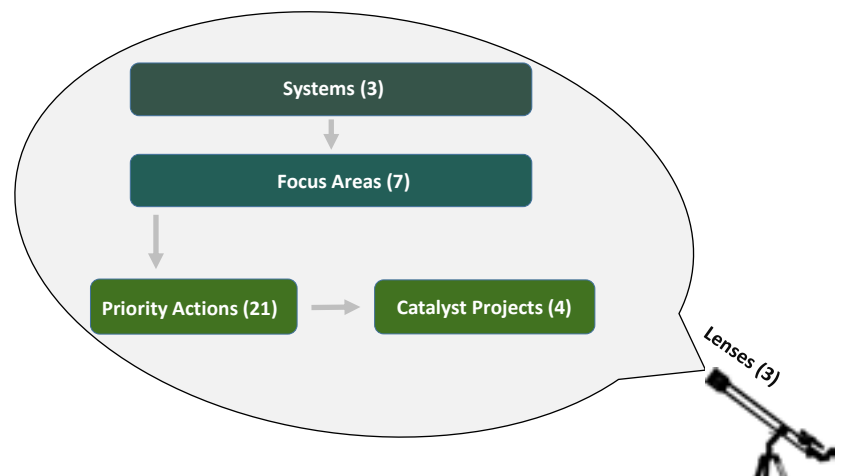 Systems (3)
Focus Areas (7)
Priority Actions (21)
Catalyst Projects (4)
Lenses (3)